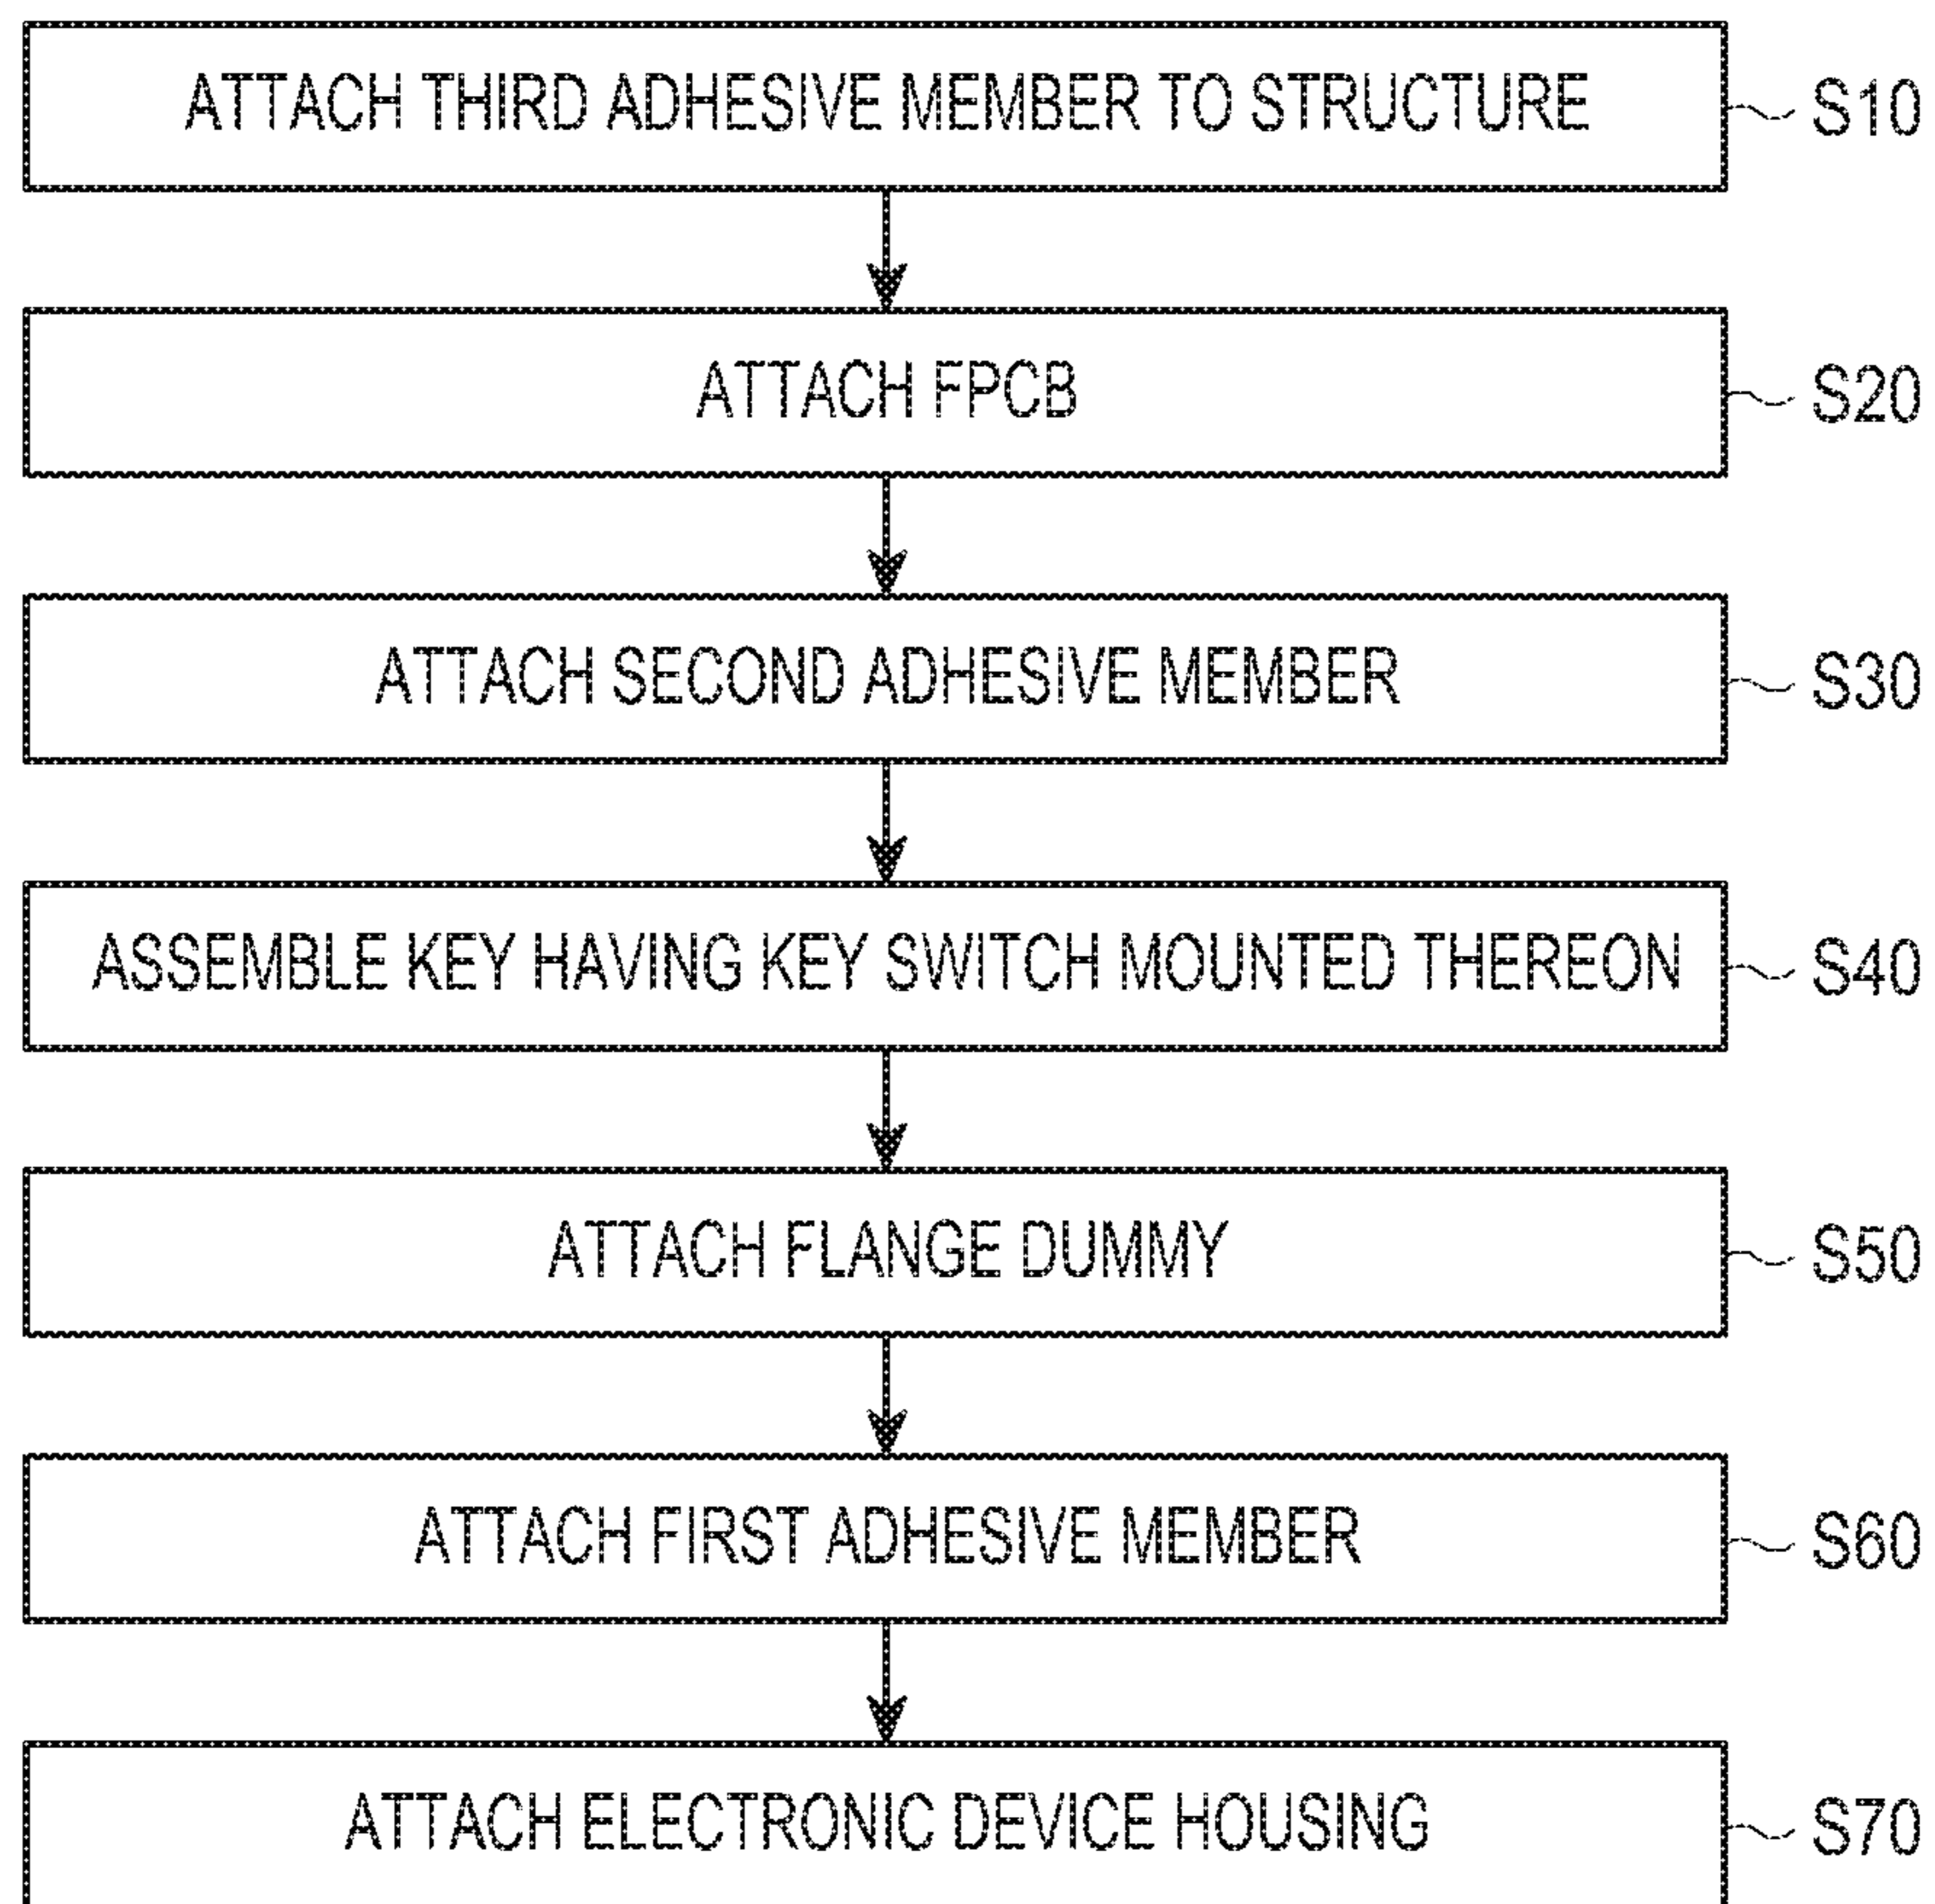 ATTACH THIRD ADHESIVE MEMBER TO STRUCTURE S10
ATTACH FPCB S20
ATTACH SECOND ADHESIVE MEMBER S30
ASSEMBLE KEY HAVING KEY SWITCH MOUNTED THEREON S40
ATTACH FLANGE DUMMY S50
ATTACH FIRST ADHESIVE MEMBER S60
ATTACH ELECTRONIC DEVICE HOUSING S70